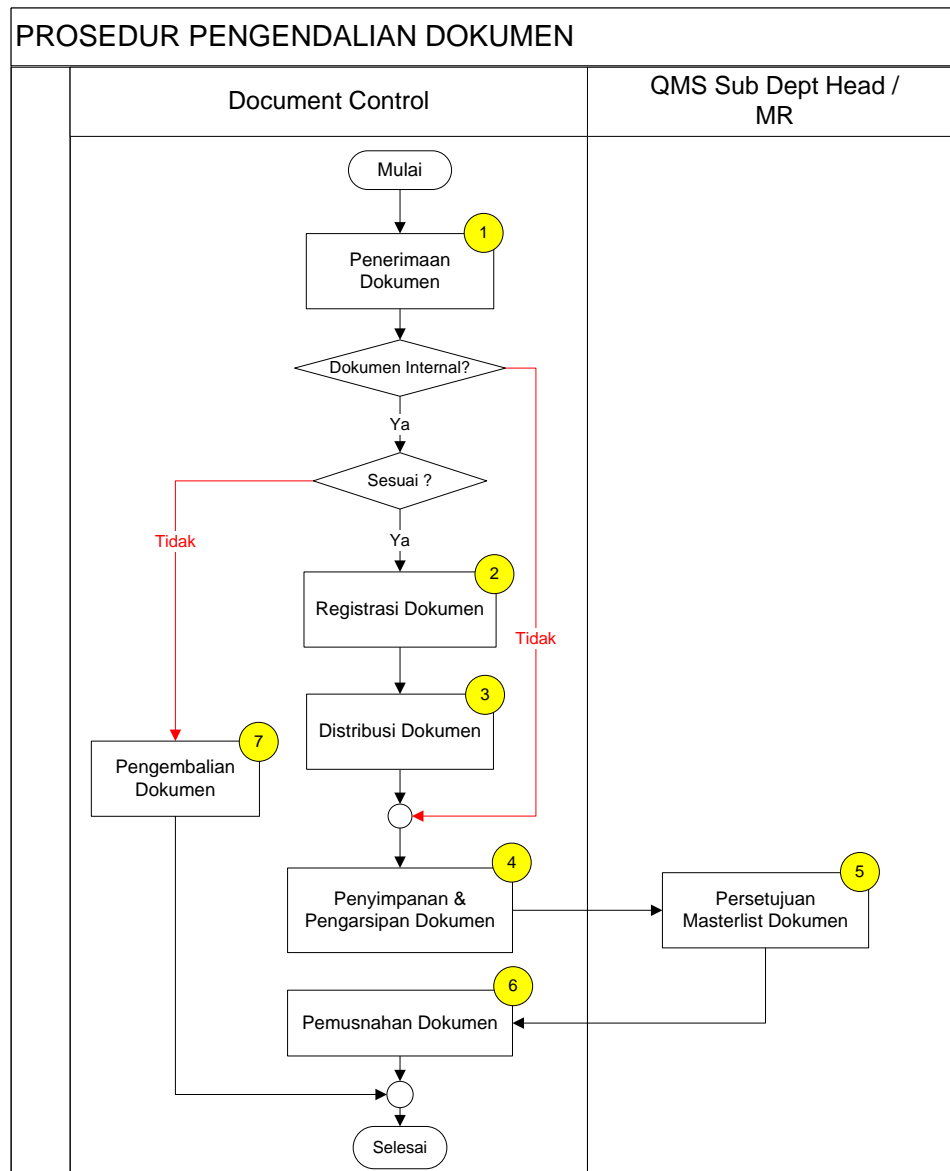 PROSEDUR PENGENDALIAN DOKUMEN
Document Control
QMS Sub Dept Head /
MR
Mulai
1
Penerimaan
Dokumen
Dokumen Internal?
Ya
Sesuai ?
Tidak
Ya
2
Registrasi Dokumen
Tidak
3
Distribusi Dokumen
7
Pengembalian
Dokumen
4
Penyimpanan &
Pengarsipan Dokumen
5
Persetujuan
Masterlist Dokumen
6
Pemusnahan Dokumen
Selesai